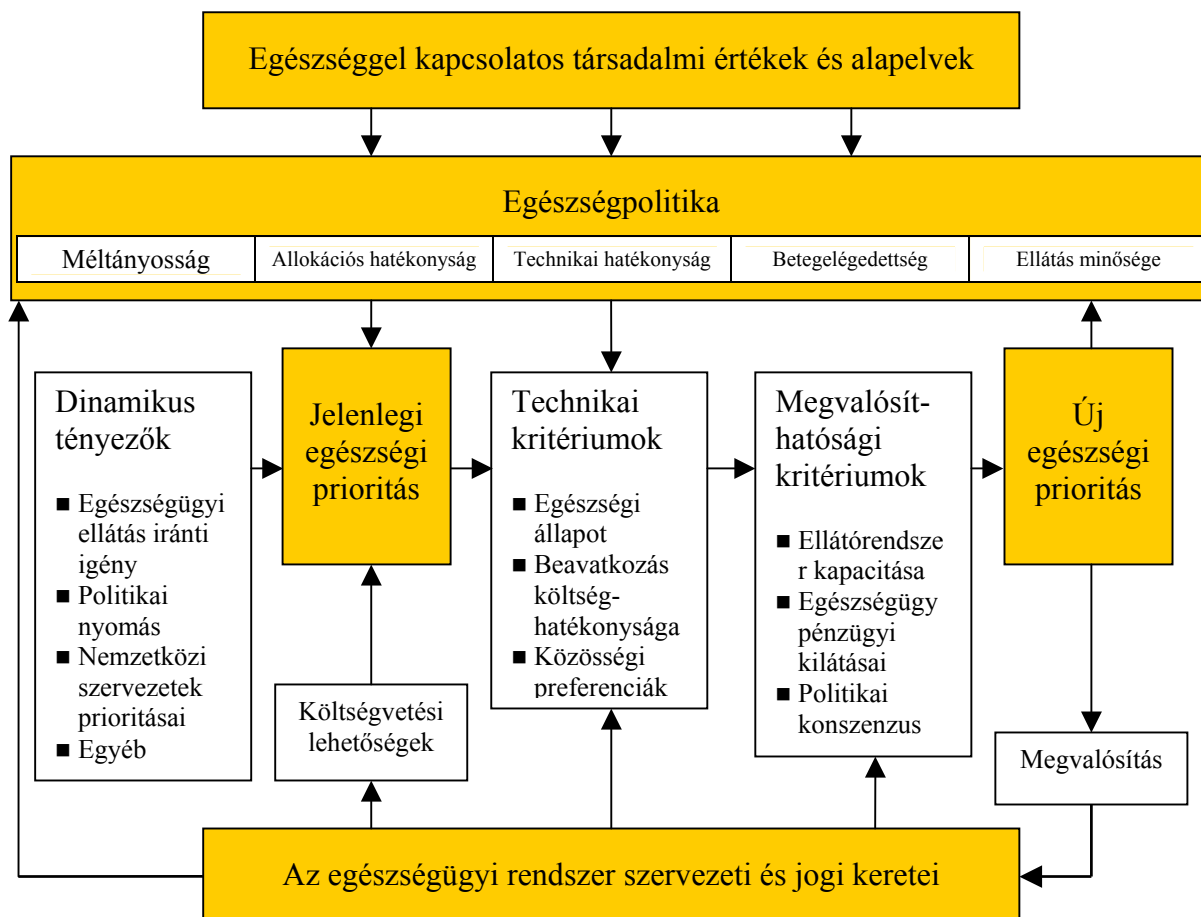 Egészséggel kapcsolatos társadalmi értékek és alapelvek
Egészségpolitika
Méltányosság
Allokációs hatékonyság
Technikai hatékonyság
Betegelégedettség
Ellátás minősége
Dinamikus
tényezők
■ Egészségügyi
ellátás iránti
igény
■ Politikai
nyomás
■ Nemzetközi
szervezetek
prioritásai
■ Egyéb
Jelenlegi
egészségi
prioritás
Költségvetési
lehetőségek
Technikai
kritériumok
■ Egészségi
állapot
■ Beavatkozás
költség-
hatékonysága
■ Közösségi
preferenciák
Megvalósít-
hatósági
kritériumok
■ Ellátórendsze
r kapacitása
■ Egészségügy
pénzügyi
kilátásai
■ Politikai
konszenzus
Új
egészségi
prioritás
Megvalósítás
Az egészségügyi rendszer szervezeti és jogi keretei